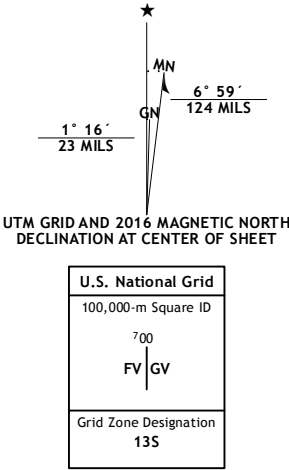 ★
MN
6° 59´
124 MILS
GN
1° 16´
23 MILS
UTM GRID AND 2016 MAGNETIC NORTH
DECLINATION AT CENTER OF SHEET
U.S. National Grid
100,000-m Square ID
⁷00
FV GV
Grid Zone Designation
13S